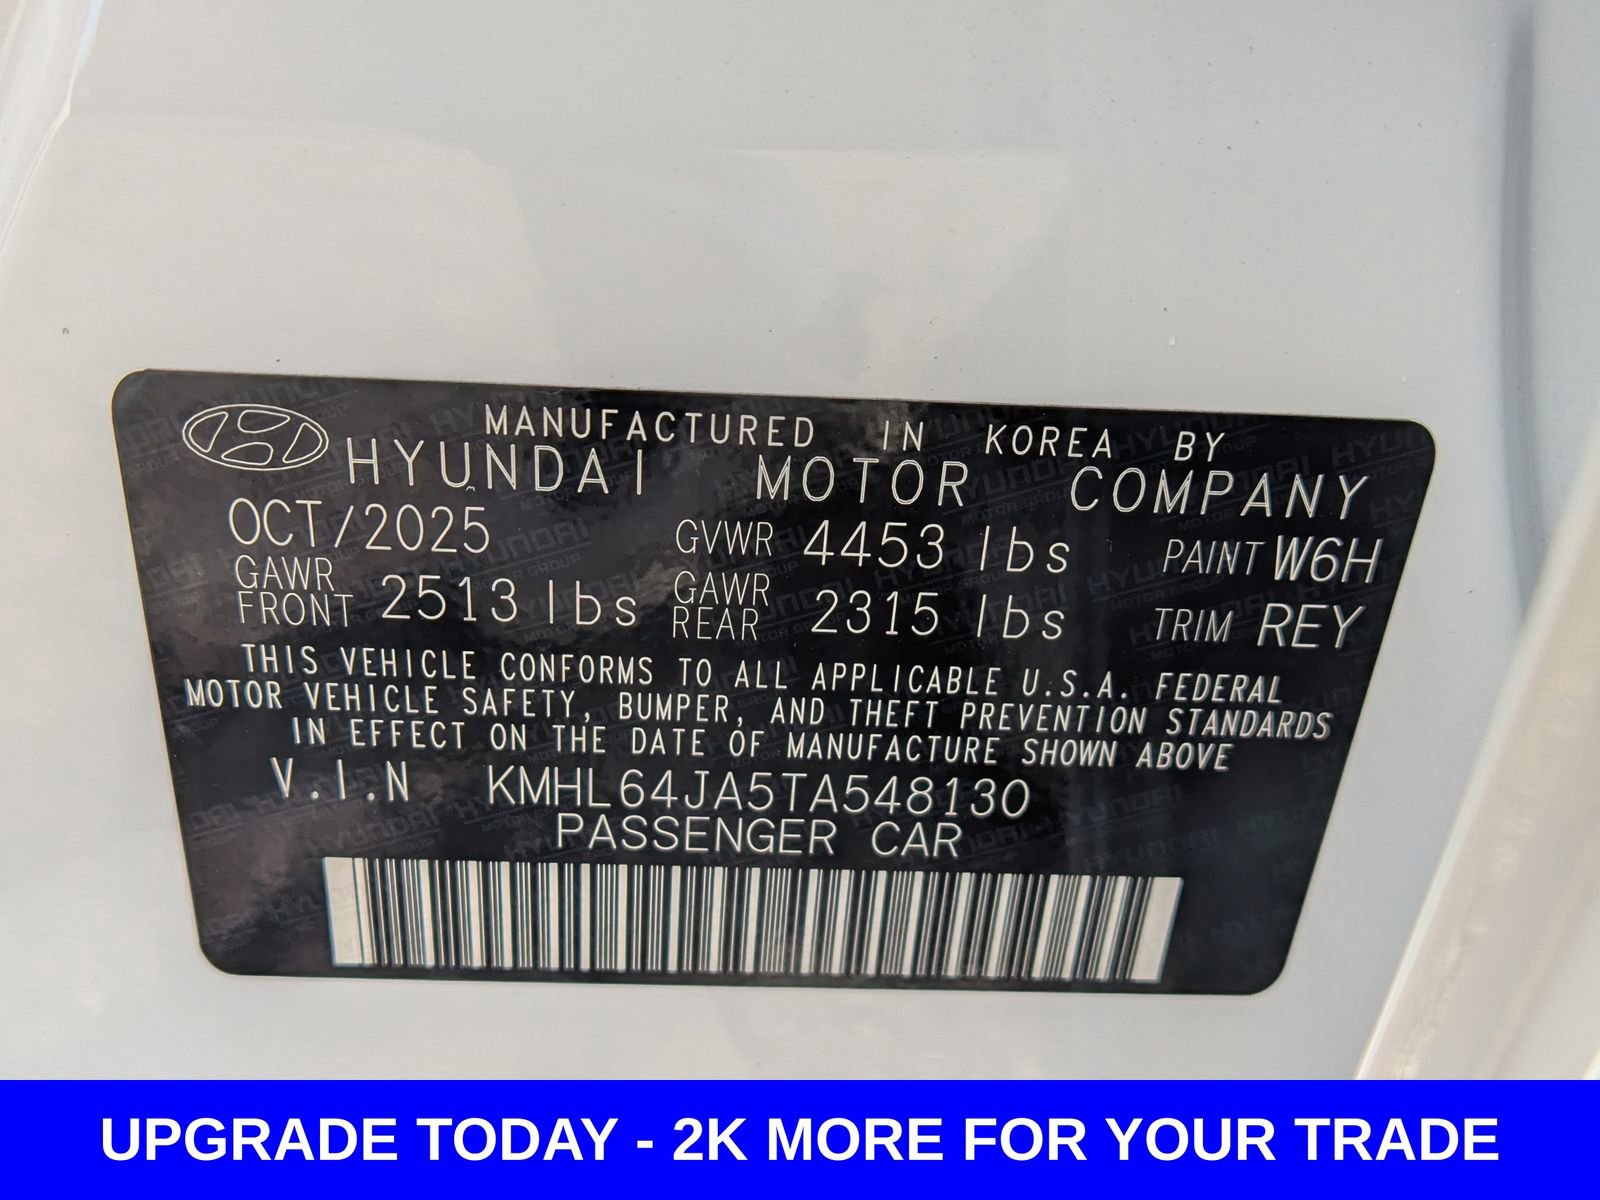 MANUFACTURED IN KOREA BY
HYUNDAI MOTOR COMPANY
OCT/2025 GVWR 4453 lbs PAINT W6H
GAWR FRONT 2513 lbs GAWR REAR 2315 lbs TRIM REY
THIS VEHICLE CONFORMS TO ALL APPLICABLE U.S.A. FEDERAL
MOTOR VEHICLE SAFETY, BUMPER, AND THEFT PREVENTION STANDARDS
IN EFFECT ON THE DATE OF MANUFACTURE SHOWN ABOVE
V.I.N KMHL64JA5TA548130
PASSENGER CAR
UPGRADE TODAY - 2K MORE FOR YOUR TRADE